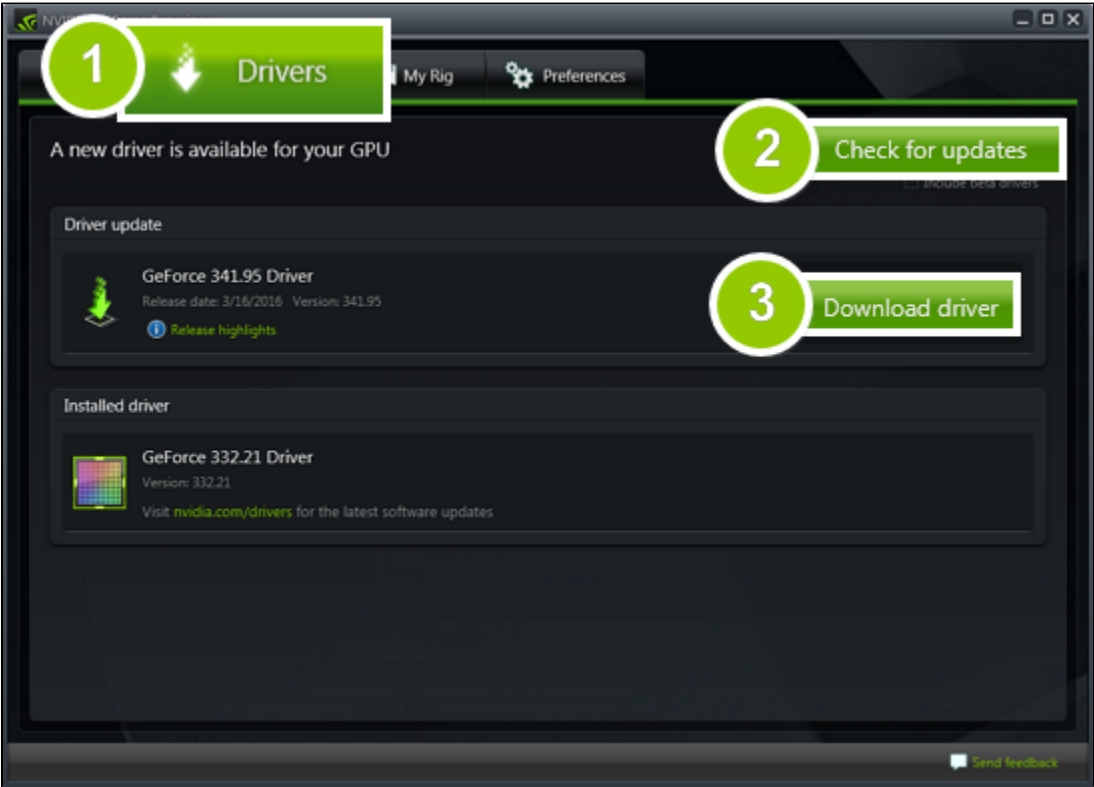 1
Drivers
My Rig
Preferences
A new driver is available for your GPU
2
Check for updates
Include beta drivers
Driver update
GeForce 341.95 Driver
Release date: 3/16/2016 Version: 341.95
Release highlights
3
Download driver
Installed driver
GeForce 332.21 Driver
Version: 332.21
Visit nvidia.com/drivers for the latest software updates
Send feedback